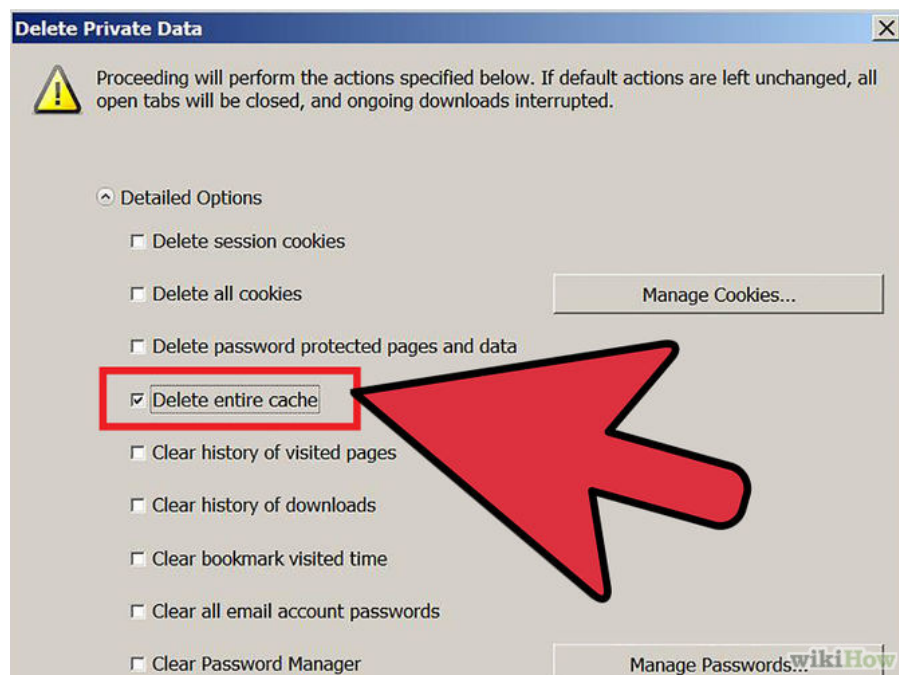 Delete Private Data
Proceeding will perform the actions specified below. If default actions are left unchanged, all
open tabs will be closed, and ongoing downloads interrupted.
Detailed Options
Delete session cookies
Delete all cookies
Manage Cookies...
Delete password protected pages and data
Delete entire cache
Clear history of visited pages
Clear history of downloads
Clear bookmark visited time
Clear all email account passwords
Clear Password Manager
Manage Passwords...
wikiHow